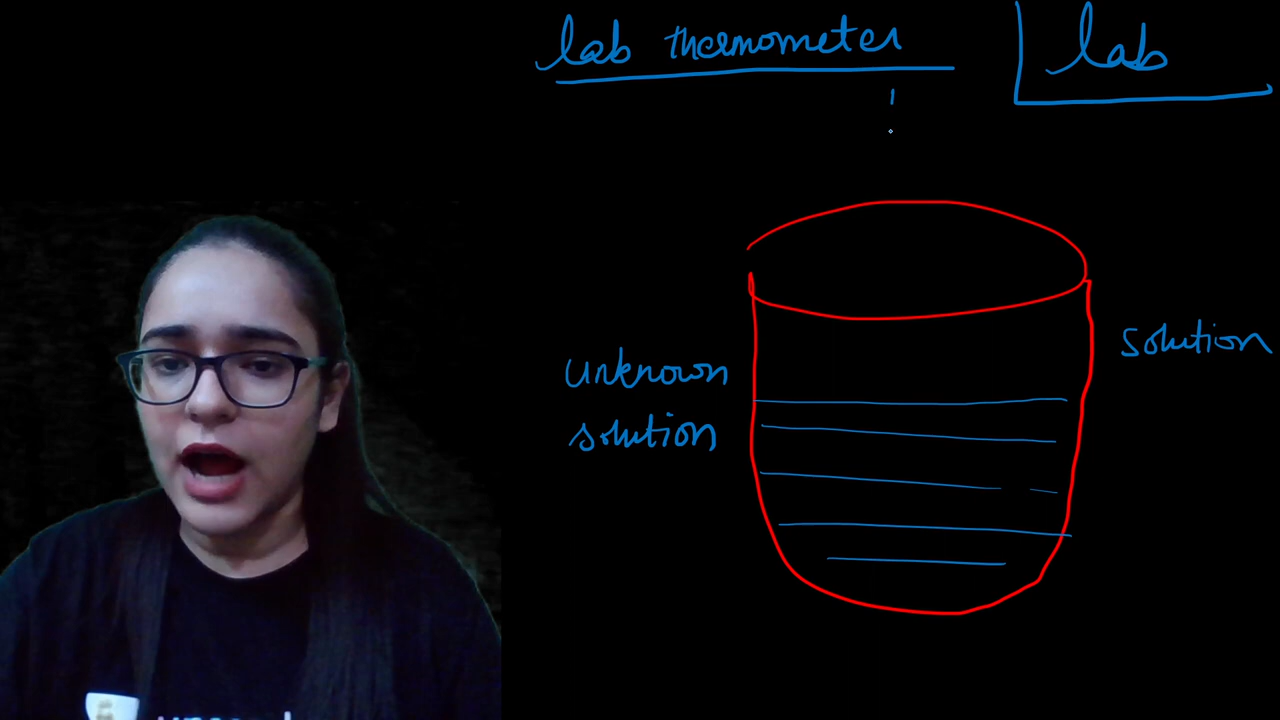 lab thermometer
lab
solution
unknown
solution